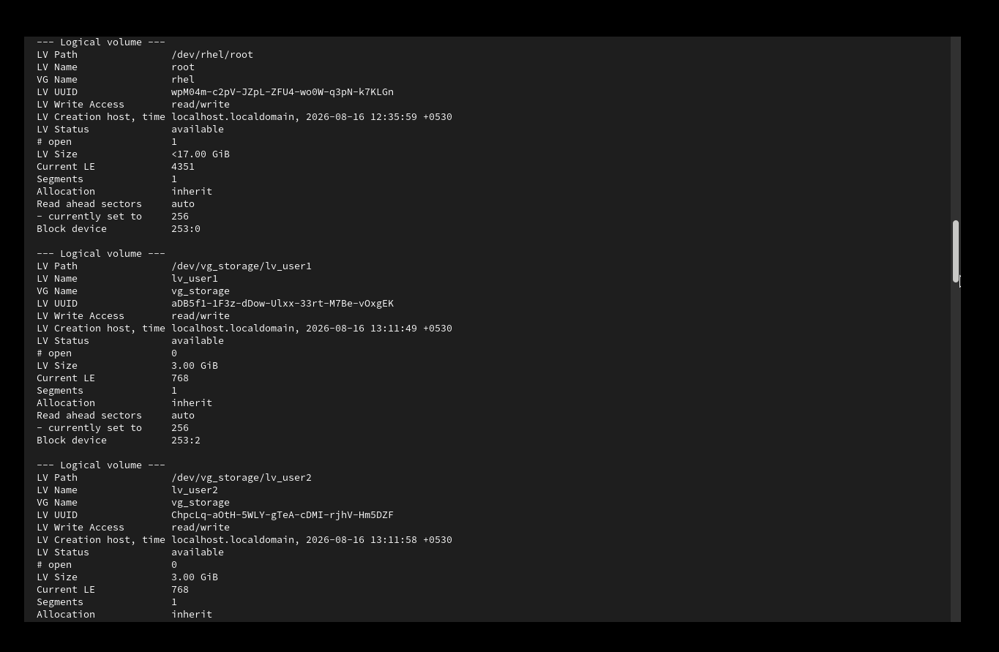 --- Logical volume ---
LV Path                /dev/rhel/root
LV Name                root
VG Name                rhel
LV UUID                wpM04m-c2pV-JZpL-ZFU4-wo0W-q3pN-k7KLGn
LV Write Access        read/write
LV Creation host, time localhost.localdomain, 2026-08-16 12:35:59 +0530
LV Status              available
# open                 1
LV Size                <17.00 GiB
Current LE             4351
Segments               1
Allocation             inherit
Read ahead sectors     auto
- currently set to     256
Block device           253:0

--- Logical volume ---
LV Path                /dev/vg_storage/lv_user1
LV Name                lv_user1
VG Name                vg_storage
LV UUID                aDB5f1-1F3z-dDow-Ulxx-33rt-M7Be-vOxgEK
LV Write Access        read/write
LV Creation host, time localhost.localdomain, 2026-08-16 13:11:49 +0530
LV Status              available
# open                 0
LV Size                3.00 GiB
Current LE             768
Segments               1
Allocation             inherit
Read ahead sectors     auto
- currently set to     256
Block device           253:2

--- Logical volume ---
LV Path                /dev/vg_storage/lv_user2
LV Name                lv_user2
VG Name                vg_storage
LV UUID                ChpcLq-aOtH-5WLY-gTeA-cDMI-rjhV-Hm5DZF
LV Write Access        read/write
LV Creation host, time localhost.localdomain, 2026-08-16 13:11:58 +0530
LV Status              available
# open                 0
LV Size                3.00 GiB
Current LE             768
Segments               1
Allocation             inherit